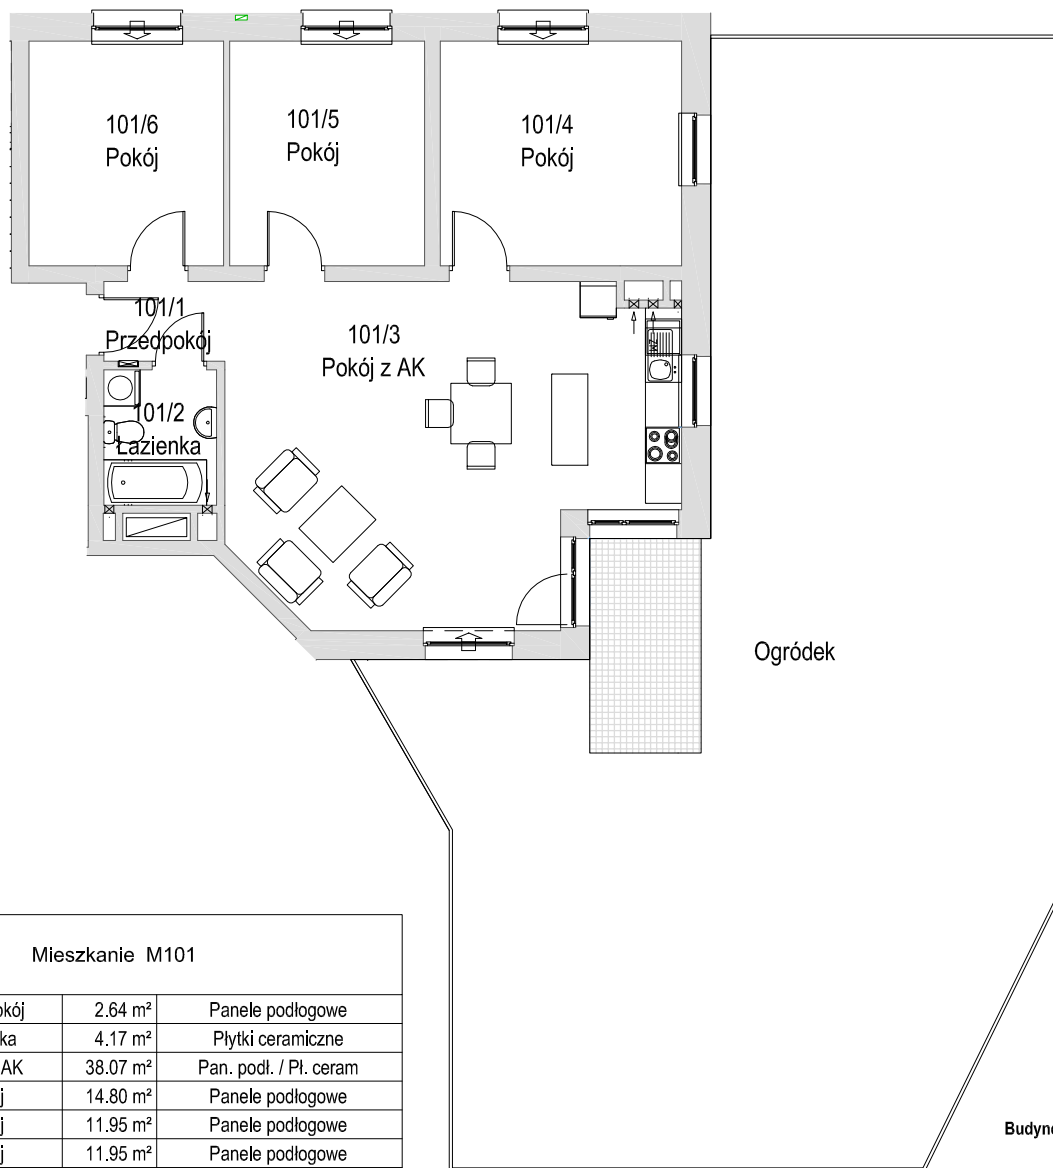 101/6
Pokój
101/5
Pokój
101/4
Pokój
101/1
Przedpokój
101/3
Pokój z AK
101/2
Łazienka
Ogródek
Mieszkanie M101
2.64 m² Panele podłogowe
4.17 m² Płytki ceramiczne
AK 38.07 m² Pan. podł. / Pł. ceram
14.80 m² Panele podłogowe
11.95 m² Panele podłogowe
11.95 m² Panele podłogowe